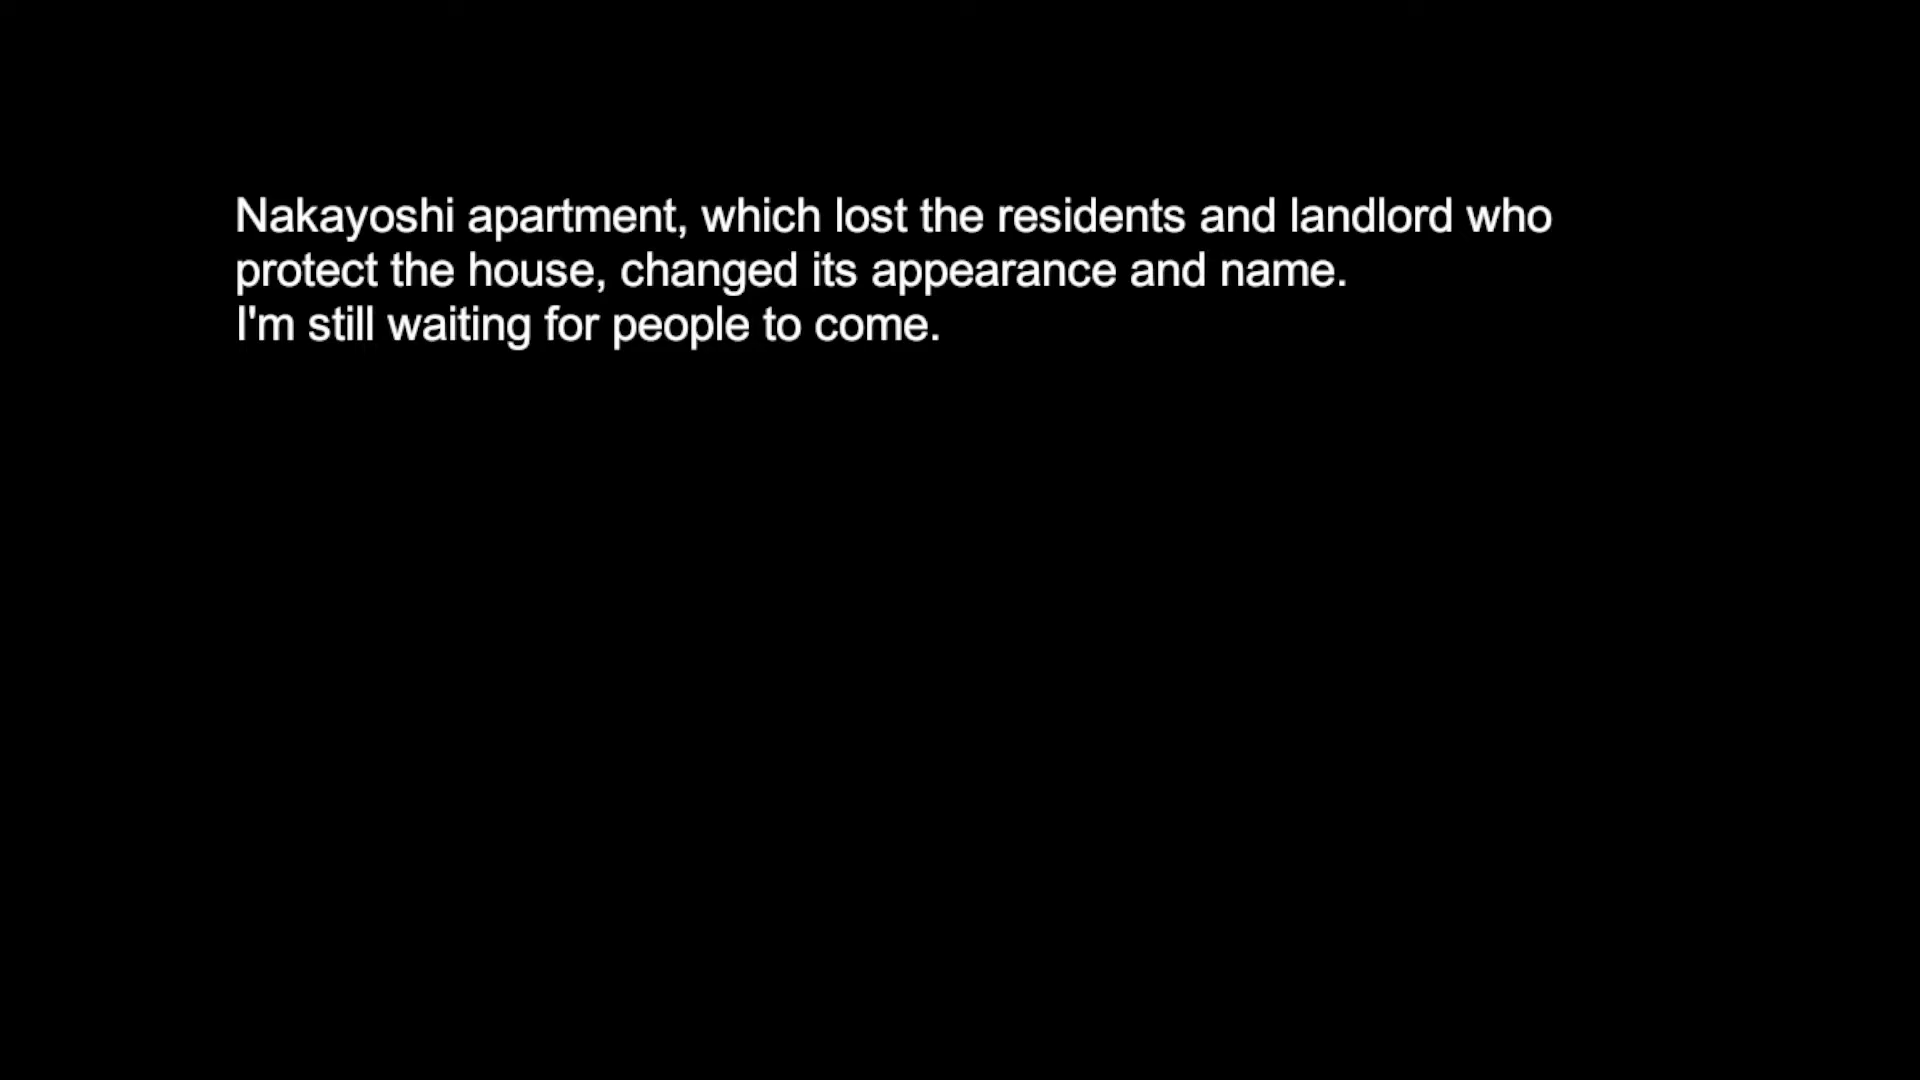 Nakayoshi apartment, which lost the residents and landlord who
protect the house, changed its appearance and name.
I'm still waiting for people to come.